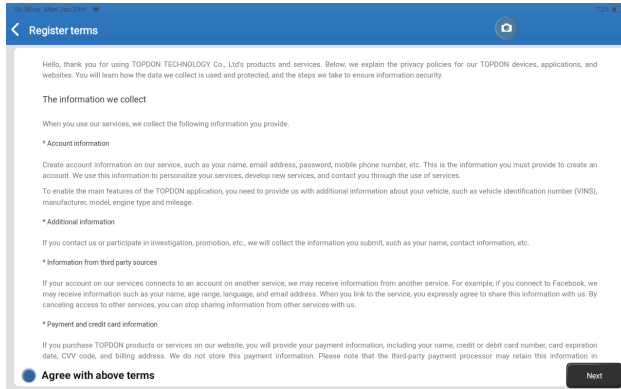 06:30 PM Mon Jan 25th
72%
Register terms
Hello, thank you for using TOPDON TECHNOLOGY Co., Ltd's products and services. Below, we explain the privacy policies for our TOPDON devices, applications, and
websites. You will learn how the data we collect is used and protected, and the steps we take to ensure information security.
The information we collect
When you use our services, we collect the following information you provide.
* Account information
Create account information on our service, such as your name, email address, password, mobile phone number, etc. This is the information you must provide to create an
account. We use this information to personalize your services, develop new services, and contact you through the use of services.
To enable the main features of the TOPDON application, you need to provide us with additional information about your vehicle, such as vehicle identification number (VINS),
manufacturer, model, engine type and mileage.
* Additional information
If you contact us or participate in investigation, promotion, etc., we will collect the information you submit, such as your name, contact information, etc.
* Information from third party sources
If your account on our services connects to an account on another service, we may receive information from another service. For example, if you connect to Facebook, we
may receive information such as your name, age range, language, and email address. When you link to the service, you expressly agree to share this information with us. By
canceling access to other services, you can stop sharing information from other services with us.
* Payment and credit card information
If you purchase TOPDON products or services on our website, you will provide your payment information, including your name, credit or debit card number, card expiration
date, CVV code, and billing address. We do not store this payment information. Please note that the third-party payment processor may retain this information in
Agree with above terms
Next